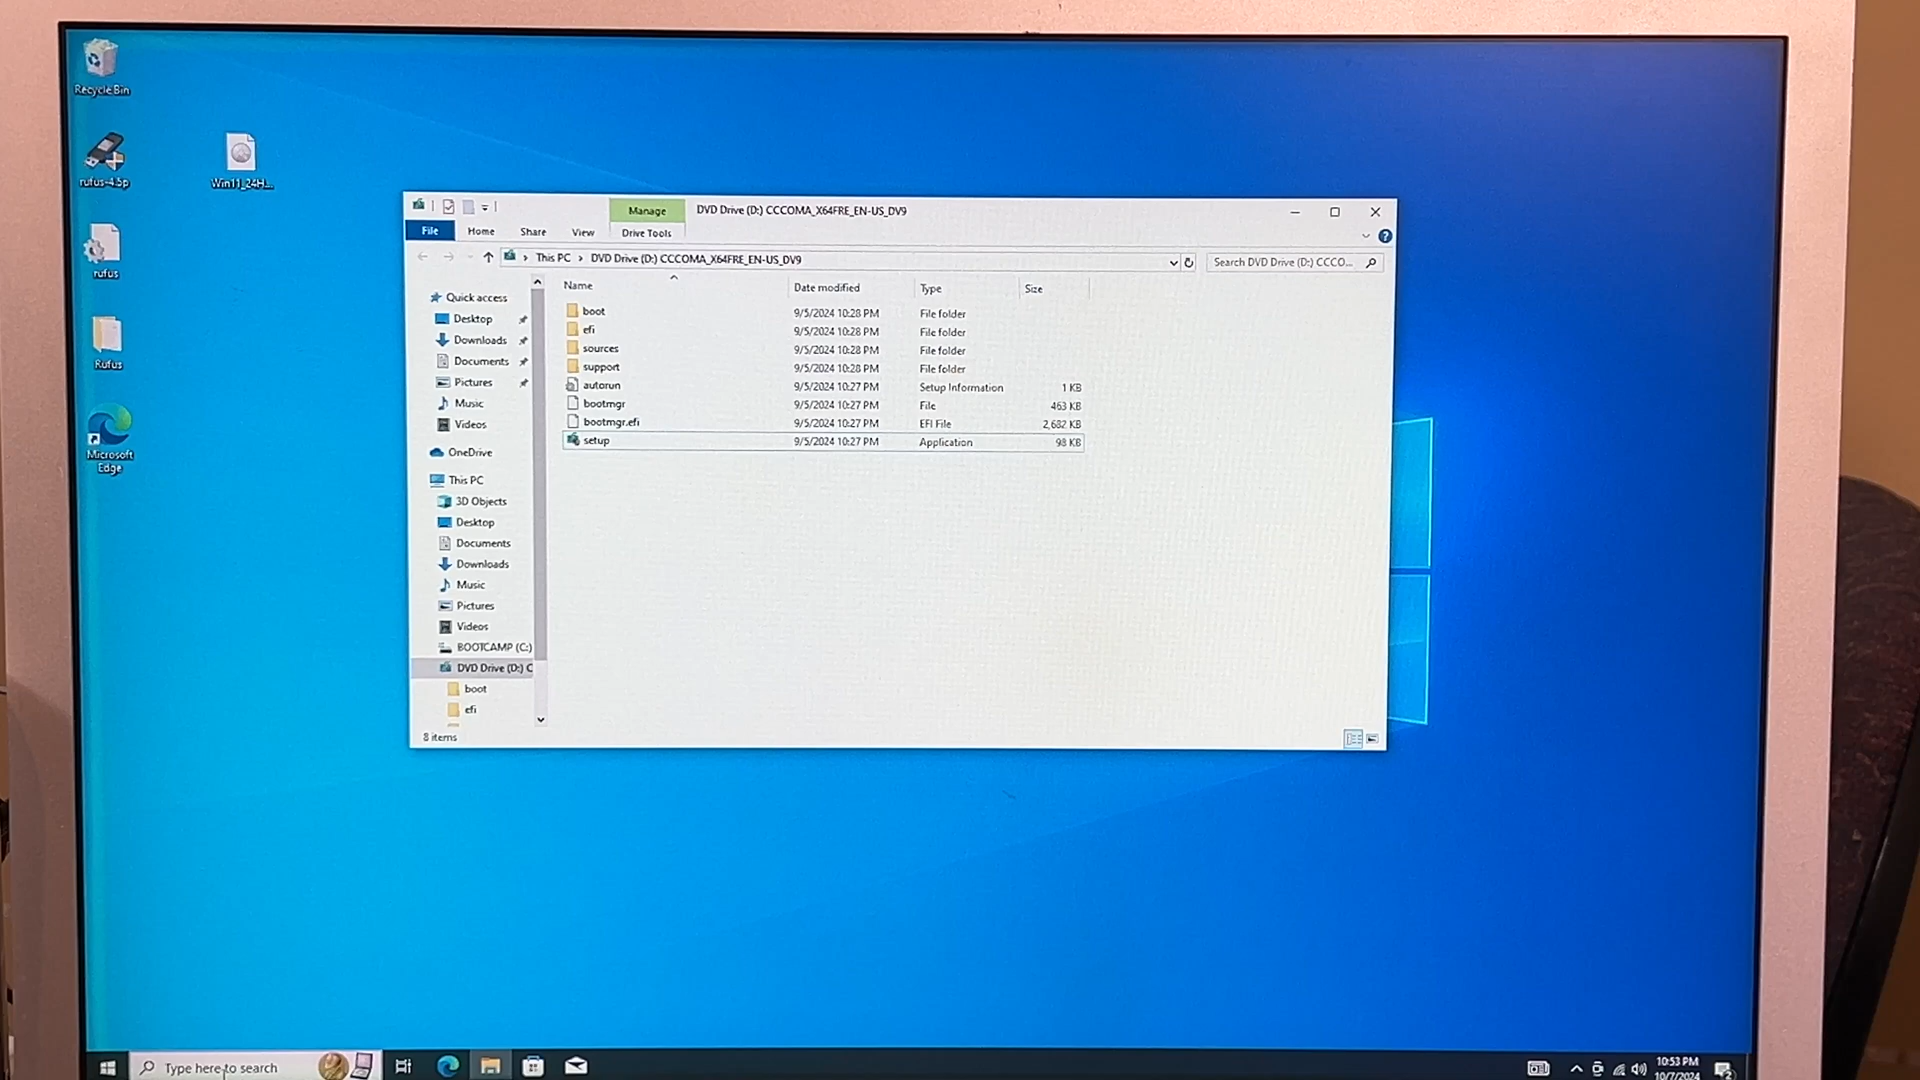 Recycle Bin
rufus-4.5p
Win11_24H...
rufus
Rufus
Microsoft
Edge
Manage
DVD Drive (D:) CCCOMA_X64FRE_EN-US_DV9
File
Home
Share
View
Drive Tools
This PC
DVD Drive (D:) CCCOMA_X64FRE_EN-US_DV9
Search DVD Drive (D:) CCCO...
Name
Date modified
Type
Size
boot 9/5/2024 10:28 PM File folder
efi 9/5/2024 10:28 PM File folder
sources 9/5/2024 10:28 PM File folder
support 9/5/2024 10:28 PM File folder
autorun 9/5/2024 10:27 PM Setup Information 1 KB
bootmgr 9/5/2024 10:27 PM File 463 KB
bootmgr.efi 9/5/2024 10:27 PM EFI File 2,682 KB
setup 9/5/2024 10:27 PM Application 98 KB
Quick access
Desktop
Downloads
Documents
Pictures
Music
Videos
OneDrive
This PC
3D Objects
Desktop
Documents
Downloads
Music
Pictures
Videos
BOOTCAMP (C:)
DVD Drive (D:) C
boot
efi
8 items
Type here to search
10:53 PM
10/7/2024
2